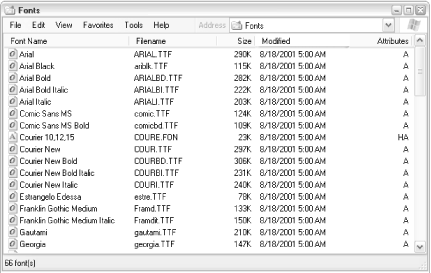 Fonts
File Edit View Favorites Tools Help Address Fonts
Font Name Filename Size Modified Attributes
Arial ARIAL.TTF 290K 8/18/2001 5:00 AM A
Arial Black ariblk.TTF 115K 8/18/2001 5:00 AM A
Arial Bold ARIALBD.TTF 282K 8/18/2001 5:00 AM A
Arial Bold Italic ARIALBI.TTF 222K 8/18/2001 5:00 AM A
Arial Italic ARIALI.TTF 203K 8/18/2001 5:00 AM A
Comic Sans MS comic.TTF 124K 8/18/2001 5:00 AM A
Comic Sans MS Bold comicbd.TTF 109K 8/18/2001 5:00 AM A
Courier 10,12,15 COURE.FON 23K 8/18/2001 5:00 AM HA
Courier New COUR.TTF 297K 8/18/2001 5:00 AM A
Courier New Bold COURBD.TTF 306K 8/18/2001 5:00 AM A
Courier New Bold Italic COURBI.TTF 231K 8/18/2001 5:00 AM A
Courier New Italic COURI.TTF 240K 8/18/2001 5:00 AM A
Estrangelo Edessa estre.TTF 78K 8/18/2001 5:00 AM A
Franklin Gothic Medium Framd.TTF 133K 8/18/2001 5:00 AM A
Franklin Gothic Medium Italic Framdit.TTF 150K 8/18/2001 5:00 AM A
Gautami gautami.TTF 210K 8/18/2001 5:00 AM A
Georgia georgia.TTF 147K 8/18/2001 5:00 AM A
66 font(s)